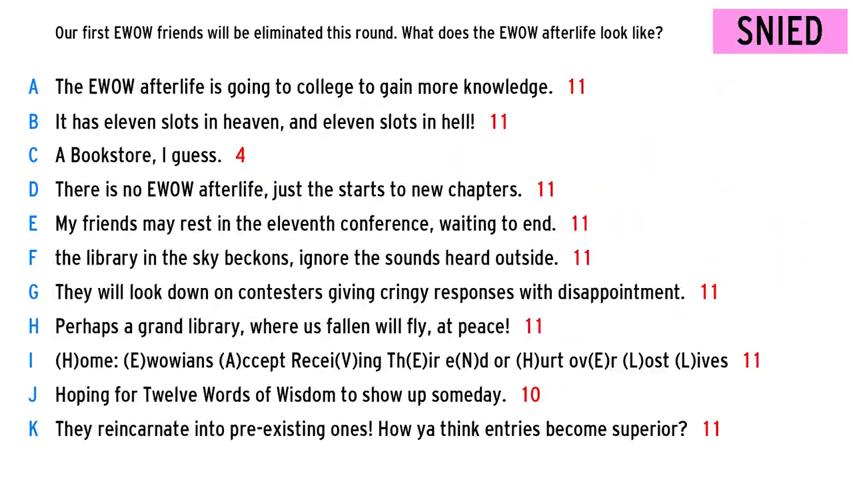 Our first EWOW friends will be eliminated this round. What does the EWOW afterlife look like?
SNIED
A The EWOW afterlife is going to college to gain more knowledge. 11
B It has eleven slots in heaven, and eleven slots in hell! 11
C A Bookstore, I guess. 4
D There is no EWOW afterlife, just the starts to new chapters. 11
E My friends may rest in the eleventh conference, waiting to end. 11
F the library in the sky beckons, ignore the sounds heard outside. 11
G They will look down on contesters giving cringy responses with disappointment. 11
H Perhaps a grand library, where us fallen will fly, at peace! 11
I (H)ome: (E)wowians (A)ccept Recei(V)ing Th(E)ir e(N)d or (H)urt ov(E)r (L)ost (L)ives 11
J Hoping for Twelve Words of Wisdom to show up someday. 10
K They reincarnate into pre-existing ones! How ya think entries become superior? 11